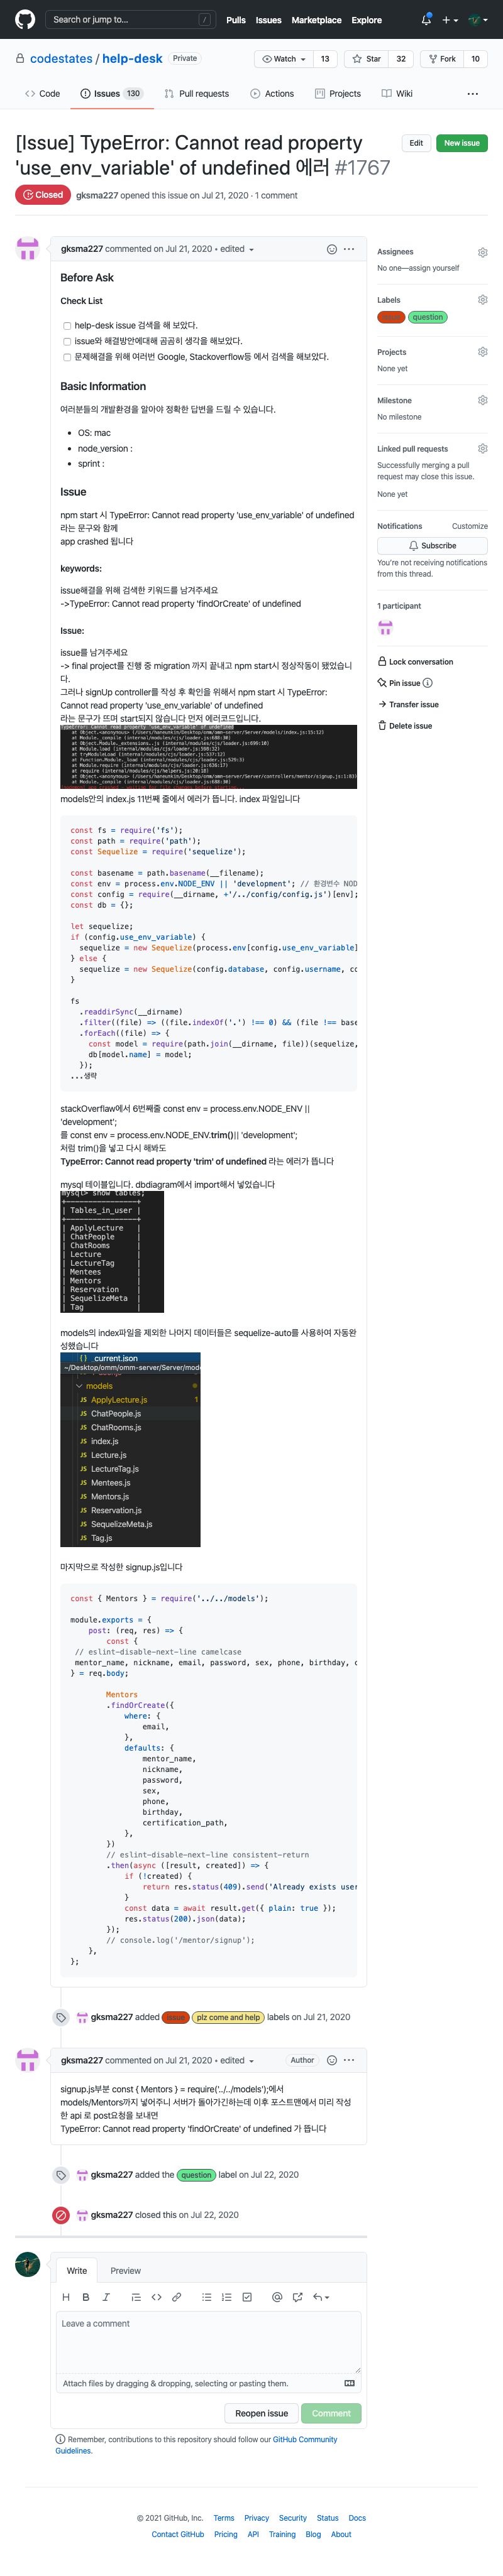 Search or jump to...
/
Pulls Issues Marketplace Explore
codestates / help-desk Private
Watch 13 Star 32 Fork 10
Code Issues 130 Pull requests Actions Projects Wiki
[Issue] TypeError: Cannot read property
'use_env_variable' of undefined 에러 #1767
Edit New issue
Closed gksma227 opened this issue on Jul 21, 2020 · 1 comment
gksma227 commented on Jul 21, 2020 • edited
Before Ask
Check List
help-desk issue 검색을 해 보았다.
issue와 해결방안에대해 곰곰히 생각을 해보았다.
문제해결을 위해 여러번 Google, Stackoverflow등 에서 검색을 해보았다.
Basic Information
여러분들의 개발환경을 알아야 정확한 답변을 드릴 수 있습니다.
OS: mac
node_version :
sprint :
Issue
npm start 시 TypeError: Cannot read property 'use_env_variable' of undefined
라는 문구와 함께
app crashed 됩니다
keywords:
issue해결을 위해 검색한 키워드를 남겨주세요
->TypeError: Cannot read property 'findOrCreate' of undefined
Issue:
issue를 남겨주세요
-> final project를 진행 중 migration 까지 끝내고 npm start시 정상작동이 됐었습니
다.
그러나 signUp controller를 작성 후 확인을 위해서 npm start 시 TypeError:
Cannot read property 'use_env_variable' of undefined
라는 문구가 뜨며 start되지 않습니다 먼저 에러코드입니다.
TypeError: Cannot read property 'use_env_variable' of undefined
models안의 index.js 11번째 줄에서 에러가 뜹니다. index 파일입니다
const fs = require('fs');
const path = require('path');
const Sequelize = require('sequelize');
const basename = path.basename(__filename);
const env = process.env.NODE_ENV || 'development'; // 환경변수 NOD
const config = require(__dirname, +'/../config/config.js')[env];
const db = {};
let sequelize;
if (config.use_env_variable) {
sequelize = new Sequelize(process.env[config.use_env_variable]
} else {
sequelize = new Sequelize(config.database, config.username, co
}
fs
.readdirSync(__dirname)
.filter((file) => ((file.indexOf('.') !== 0) && (file !== base
.forEach((file) => {
const model = require(path.join(__dirname, file))(sequelize,
db[model.name] = model;
});
...생략
stackOverflaw에서 6번째줄 const env = process.env.NODE_ENV ||
'development';
를 const env = process.env.NODE_ENV.trim()|| 'development';
처럼 trim()을 넣고 다시 해봐도
TypeError: Cannot read property 'trim' of undefined 라는 에러가 뜹니다
mysql 테이블입니다. dbdiagram에서 import해서 넣었습니다
mysql> show tables;
Tables_in_user
ApplyLecture
ChatPeople
ChatRooms
Lecture
LectureTag
Mentees
Mentors
Reservation
SequelizeMeta
Tag
models의 index파일을 제외한 나머지 데이터들은 sequelize-auto를 사용하여 자동완
성했습니다
_current.json
~/Desktop/omm/omm-server/Server/mode
models
ApplyLecture.js 1
ChatPeople.js
ChatRooms.js
index.js
Lecture.js
LectureTag.js
Mentees.js
Mentors.js
Reservation.js
SequelizeMeta.js
Tag.js
마지막으로 작성한 signup.js입니다
const { Mentors } = require('../../models');
module.exports = {
post: (req, res) => {
const {
// eslint-disable-next-line camelcase
mentor_name, nickname, email, password, sex, phone, birthday, c
} = req.body;
Mentors
.findOrCreate({
where: {
email,
},
defaults: {
mentor_name,
nickname,
password,
sex,
phone,
birthday,
certification_path,
},
})
// eslint-disable-next-line consistent-return
.then(async ([result, created]) => {
if (!created) {
return res.status(409).send('Already exists user
}
const data = await result.get({ plain: true });
res.status(200).json(data);
});
// console.log('/mentor/signup');
},
};
gksma227 added issue plz come and help labels on Jul 21, 2020
gksma227 commented on Jul 21, 2020 • edited Author
signup.js부분 const { Mentors } = require('../../models');에서
models/Mentors까지 넣어주니 서버가 돌아가긴하는데 이후 포스트맨에서 미리 작성
한 api 로 post요청을 보내면
TypeError: Cannot read property 'findOrCreate' of undefined 가 뜹니다
gksma227 added the question label on Jul 22, 2020
gksma227 closed this on Jul 22, 2020
Write Preview
Leave a comment
Attach files by dragging & dropping, selecting or pasting them.
Reopen issue Comment
Remember, contributions to this repository should follow our GitHub Community
Guidelines.
Assignees
No one—assign yourself
Labels
issue question
Projects
None yet
Milestone
No milestone
Linked pull requests
Successfully merging a pull
request may close this issue.
None yet
Notifications Customize
Subscribe
You're not receiving notifications
from this thread.
1 participant
Lock conversation
Pin issue
Transfer issue
Delete issue
© 2021 GitHub, Inc. Terms Privacy Security Status Docs
Contact GitHub Pricing API Training Blog About